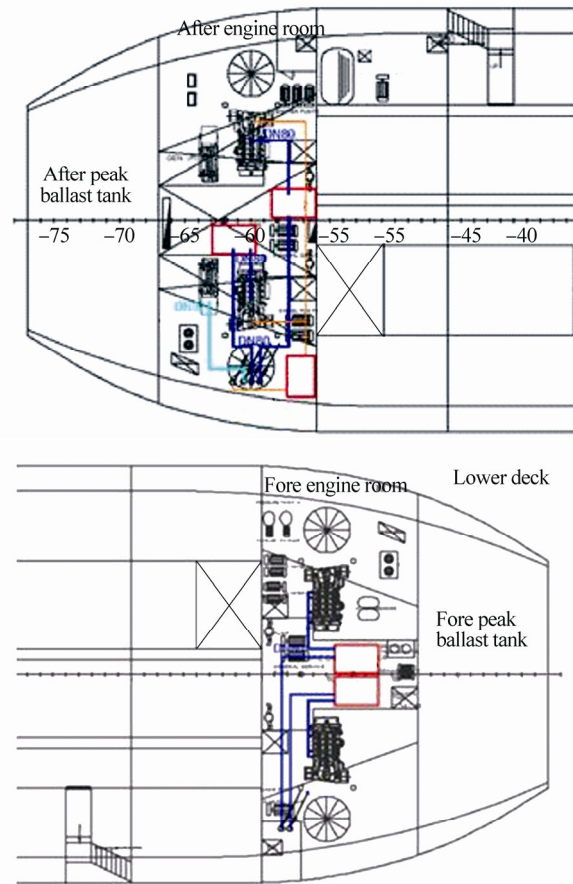 After engine room
DN80
After peak
ballast tank
−75 −70 −65 −60 −55 −55 −45 −40
DN80
DN80
Fore engine room
Lower deck
Fore peak
ballast tank